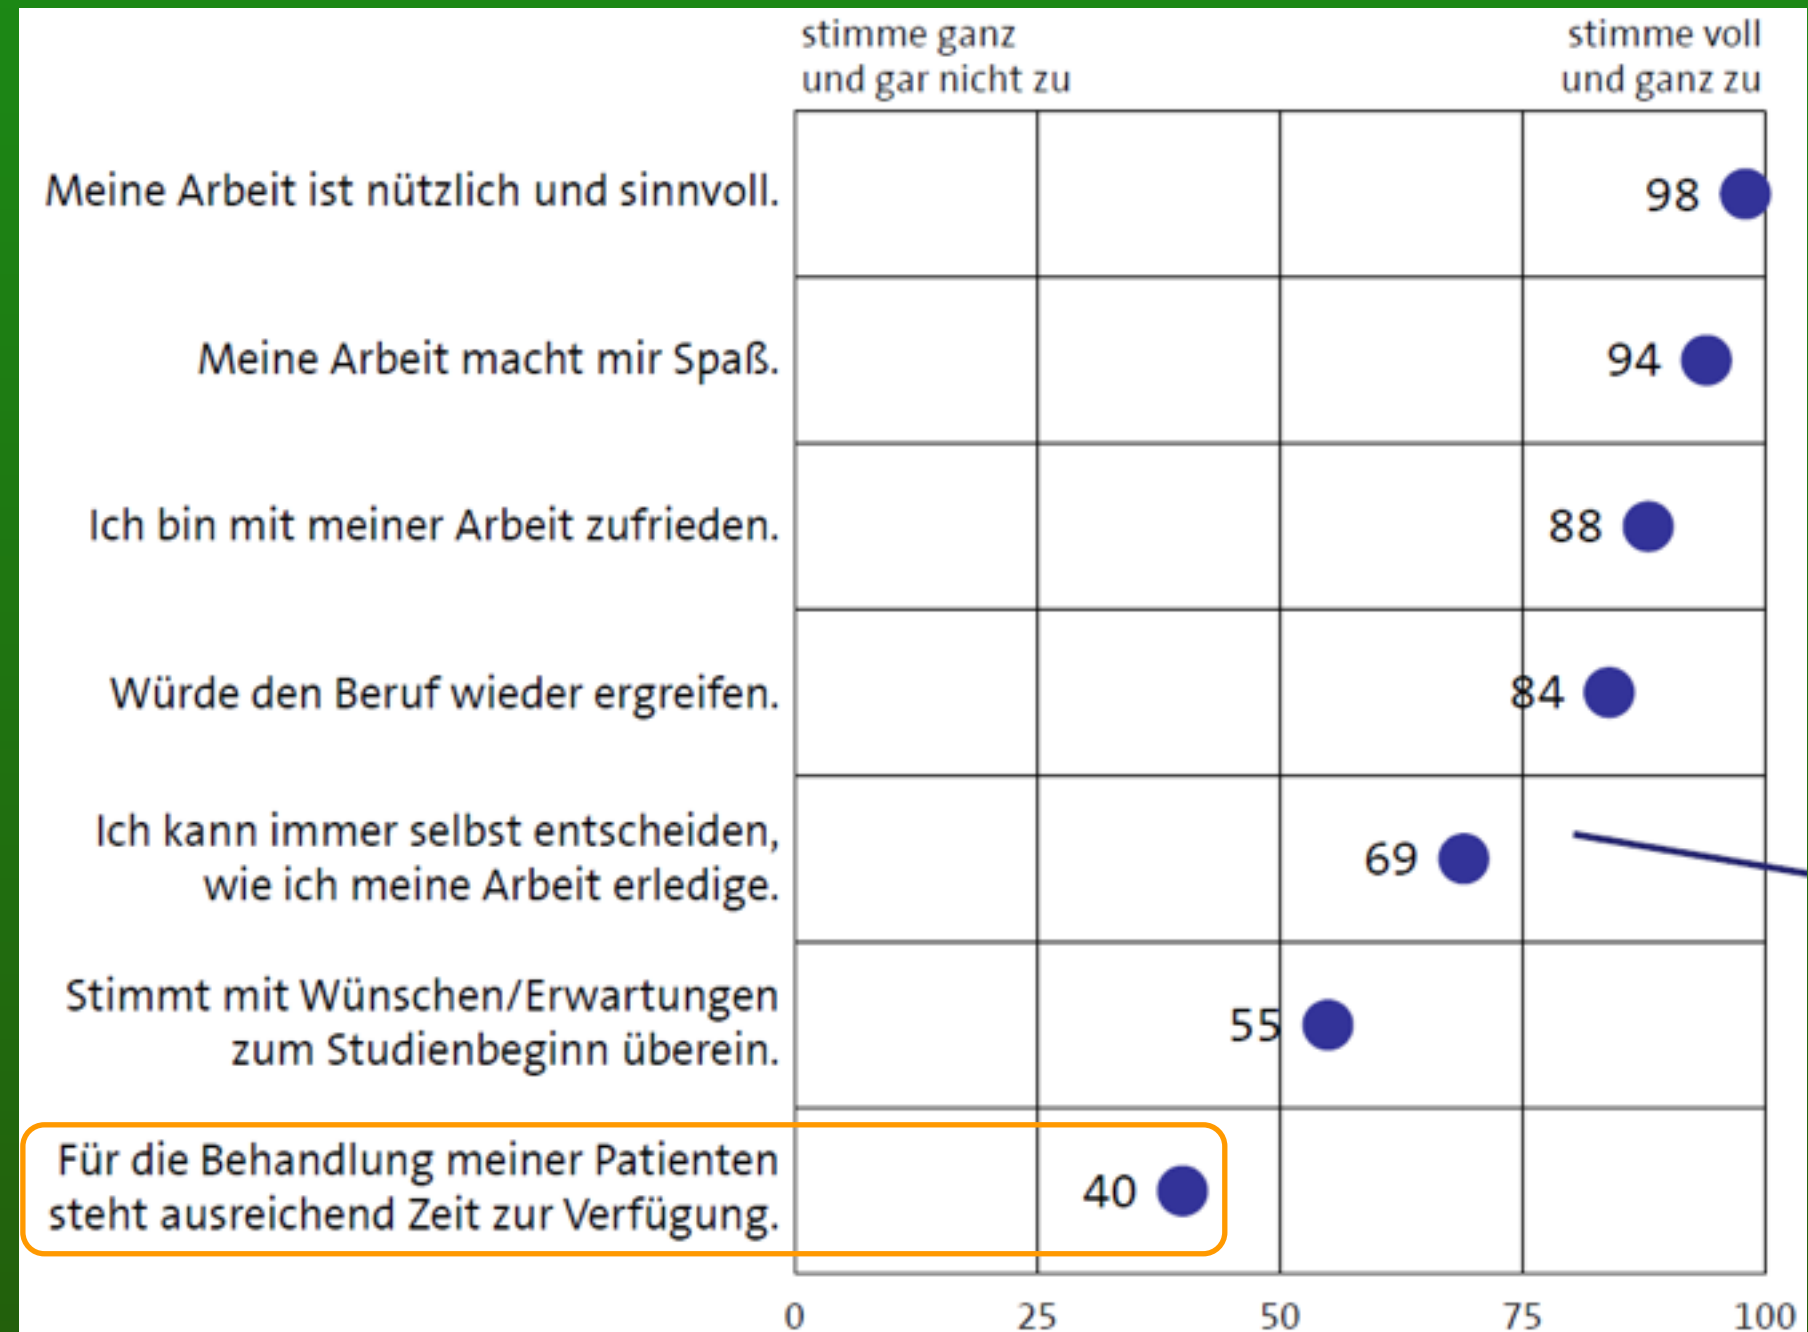 stimme ganz
und gar nicht zu
stimme voll
und ganz zu
Meine Arbeit ist nützlich und sinnvoll.
98
Meine Arbeit macht mir Spaß.
94
Ich bin mit meiner Arbeit zufrieden.
88
Würde den Beruf wieder ergreifen.
84
Ich kann immer selbst entscheiden,
wie ich meine Arbeit erledige.
69
Stimmt mit Wünschen/Erwartungen
zum Studienbeginn überein.
55
Für die Behandlung meiner Patienten
steht ausreichend Zeit zur Verfügung.
40
0 25 50 75 100